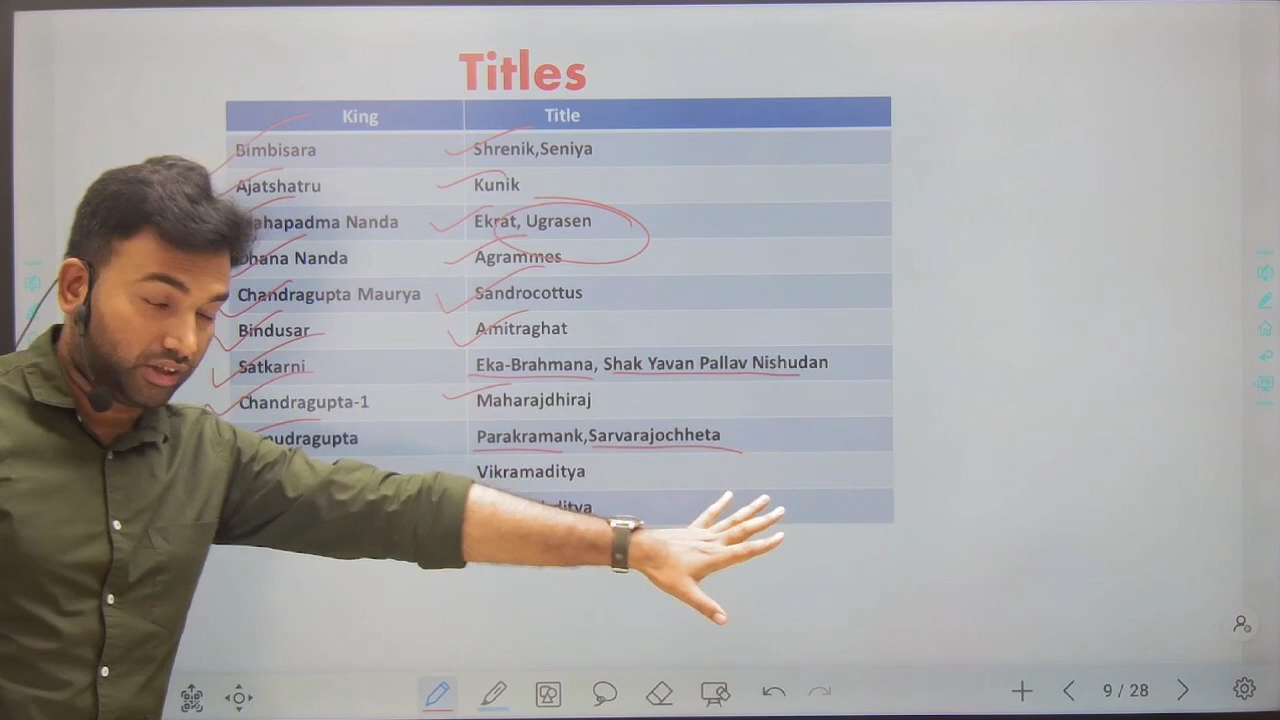 Titles
King Title
Bimbisara Shrenik,Seniya
Ajatshatru Kunik
Nanda Ekrat, Ugrasen
Nanda Agrammes
Chandragupta Maurya Sandrocottus
Bindusar Amitraghat
Satkarni Eka-Brahmana, Shak Yavan Pallav Nishudan
Chandragupta-1 Maharajdhiraj
Parakramank,Sarvarajochheta
Vikramaditya
9 / 28